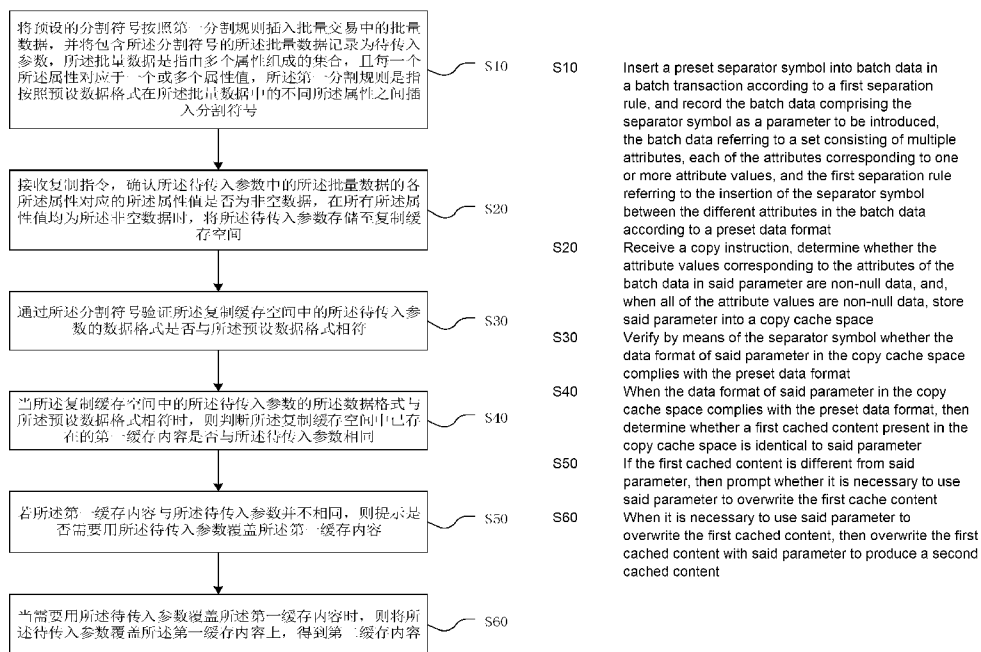 将预设的分割符号按照第一分割规则插入批量交易中的批量
数据，并将包含所述分割符号的所述批量数据记录为待传入
参数，所述批量数据是指由多个属性组成的集合，且每一个
所述属性对应于一个或多个属性值，所述第一分割规则是指
按照预设数据格式在所述批量数据中的不同所述属性之间插
入分割符号
S10
接收复制指令，确认所述待传入参数中的所述批量数据的各
所述属性对应的所述属性值是否为非空数据，在所有所述属
性值均为所述非空数据时，将所述待传入参数存储至复制缓
存空间
S20
通过所述分割符号验证所述复制缓存空间中的所述待传入参
数的数据格式是否与所述预设数据格式相符
S30
当所述复制缓存空间中的所述待传入参数的所述数据格式与
所述预设数据格式相符时，则判断所述复制缓存空间中已存
在的第一缓存内容是否与所述待传入参数相同
S40
若所述第一缓存内容与所述待传入参数并不相同，则提示是
否需要用所述待传入参数覆盖所述第一缓存内容
S50
当需要用所述待传入参数覆盖所述第一缓存内容时，则将所
述待传入参数覆盖所述第一缓存内容上，得到第二缓存内容
S60
S10 Insert a preset separator symbol into batch data in
a batch transaction according to a first separation
rule, and record the batch data comprising the
separator symbol as a parameter to be introduced,
the batch data referring to a set consisting of multiple
attributes, each of the attributes corresponding to one
or more attribute values, and the first separation rule
referring to the insertion of the separator symbol
between the different attributes in the batch data
according to a preset data format
S20 Receive a copy instruction, determine whether the
attribute values corresponding to the attributes of the
batch data in said parameter are non-null data, and,
when all of the attribute values are non-null data, store
said parameter into a copy cache space
S30 Verify by means of the separator symbol whether the
data format of said parameter in the copy cache space
complies with the preset data format
S40 When the data format of said parameter in the copy
cache space complies with the preset data format, then
determine whether a first cached content present in the
copy cache space is identical to said parameter
S50 If the first cached content is different from said
parameter, then prompt whether it is necessary to use
said parameter to overwrite the first cache content
S60 When it is necessary to use said parameter to
overwrite the first cached content, then overwrite the first
cached content with said parameter to produce a second
cached content